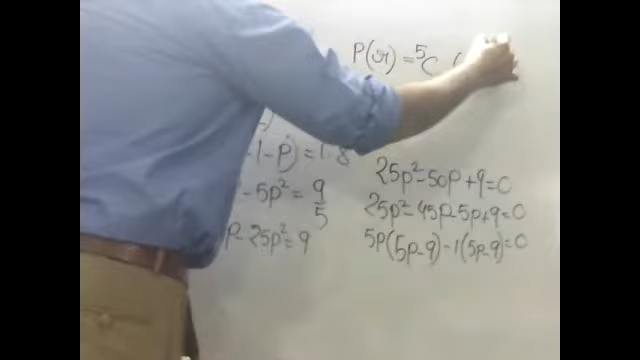 P(r) = ⁵C (
- 1 - P) = 1.8
- 5p² = 9/5
P - 25p² = 9
25p² - 50p + 9 = 0
25p² - 45p - 5p + 9 = 0
5p(5p - 9) - 1(5p - 9) = 0